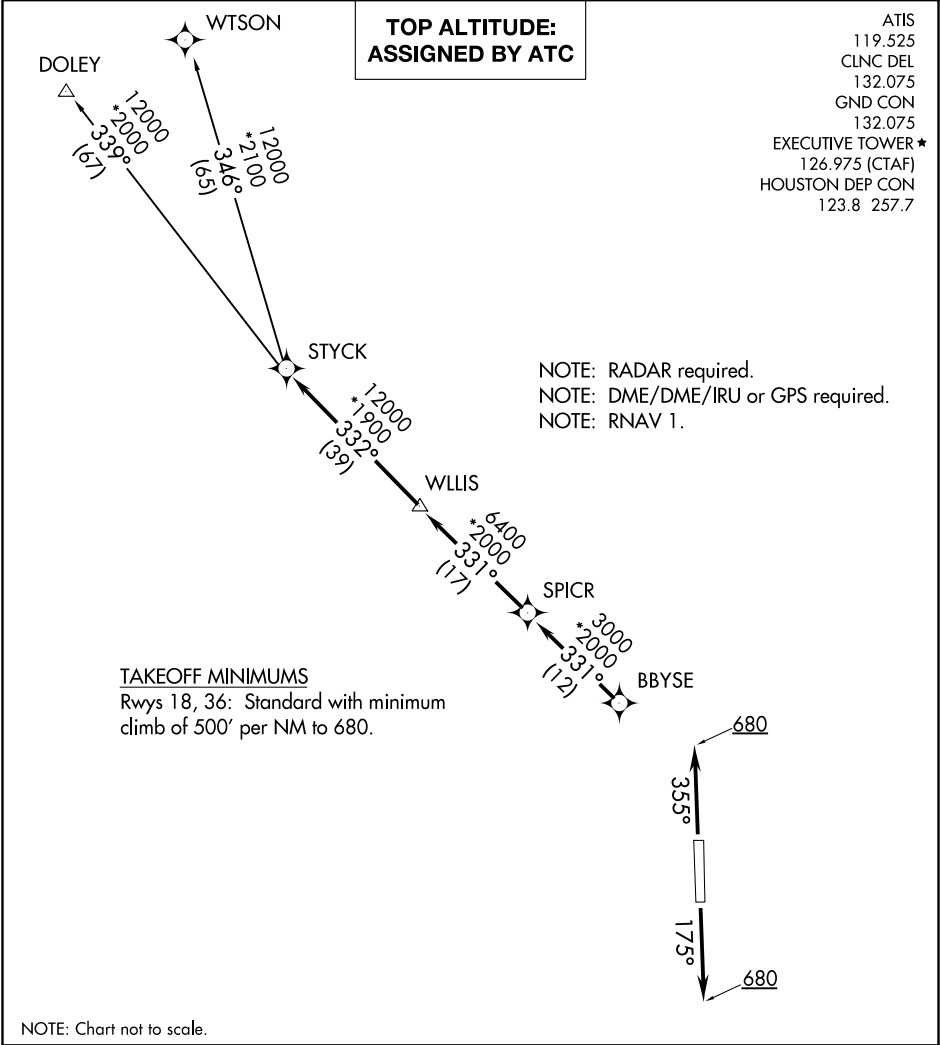 TOP ALTITUDE:
ASSIGNED BY ATC
ATIS
119.525
CLNC DEL
132.075
GND CON
132.075
EXECUTIVE TOWER★
126.975 (CTAF)
HOUSTON DEP CON
123.8 257.7
WTSON
DOLEY
12000
*2000
339°
(67)
12000
*2100
346°
(65)
STYCK
NOTE: RADAR required.
NOTE: DME/DME/IRU or GPS required.
NOTE: RNAV 1.
12000
*1900
332°
(39)
WLLIS
6400
*2000
331°
(17)
SPICR
3000
*2000
331°
(12)
BBYSE
TAKEOFF MINIMUMS
Rwys 18, 36: Standard with minimum
climb of 500' per NM to 680.
680
355°
175°
680
NOTE: Chart not to scale.